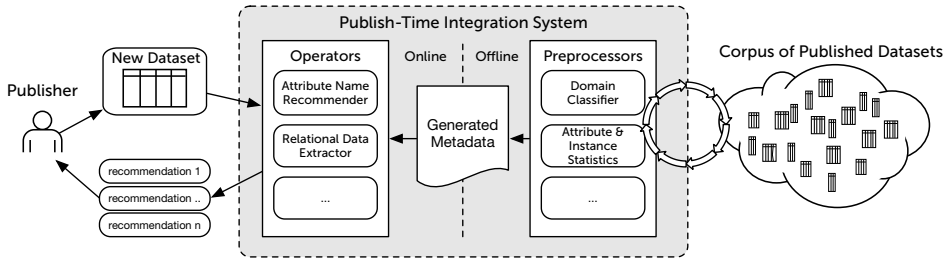 Publish-Time Integration System
Publisher
New Dataset
recommendation 1
recommendation ..
recommendation n
Operators
Attribute Name
Recommender
Relational Data
Extractor
...
Online
Offline
Generated
Metadata
Preprocessors
Domain
Classifier
Attribute &
Instance
Statistics
...
Corpus of Published Datasets